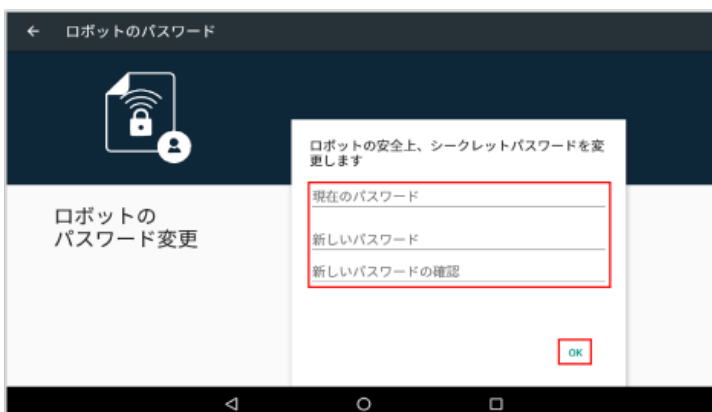 ロボットのパスワード
ロボットの安全上、シークレットパスワードを変
更します
現在のパスワード
ロボットの
パスワード変更
新しいパスワード
新しいパスワードの確認
OK